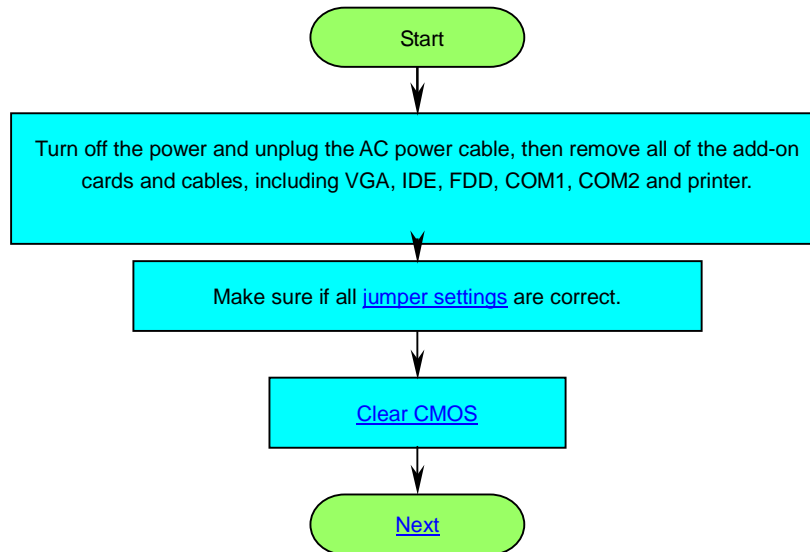 Start
Turn off the power and unplug the AC power cable, then remove all of the add-on
cards and cables, including VGA, IDE, FDD, COM1, COM2 and printer.
Make sure if all jumper settings are correct.
Clear CMOS
Next